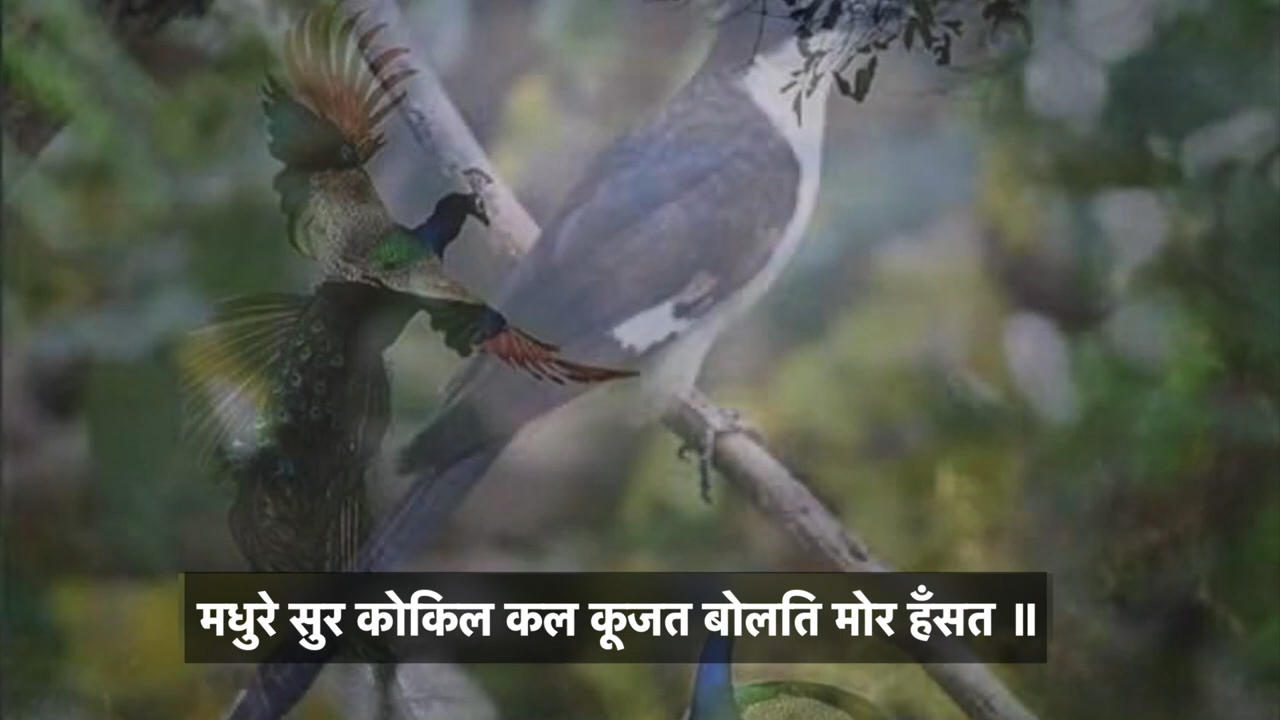 मधुरे सुर कोकिल कल कूजत बोलति मोर हँसत ॥